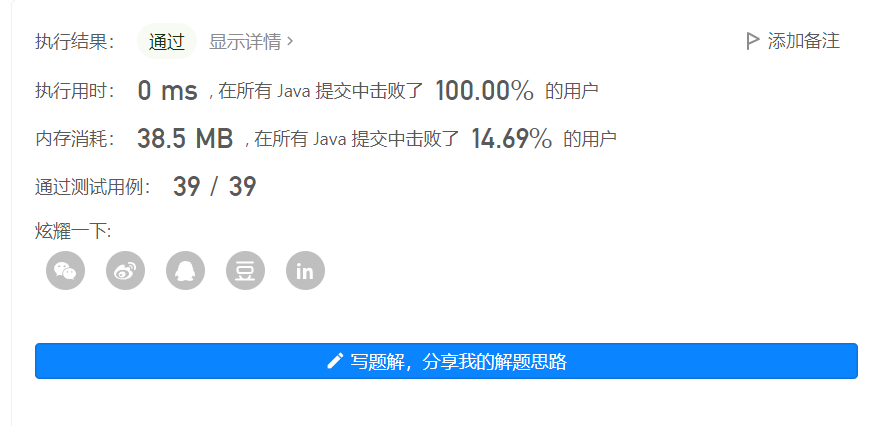 执行结果： 通过 显示详情 > 添加备注
执行用时： 0 ms , 在所有 Java 提交中击败了 100.00% 的用户
内存消耗： 38.5 MB , 在所有 Java 提交中击败了 14.69% 的用户
通过测试用例： 39 / 39
炫耀一下:
豆 in
写题解，分享我的解题思路